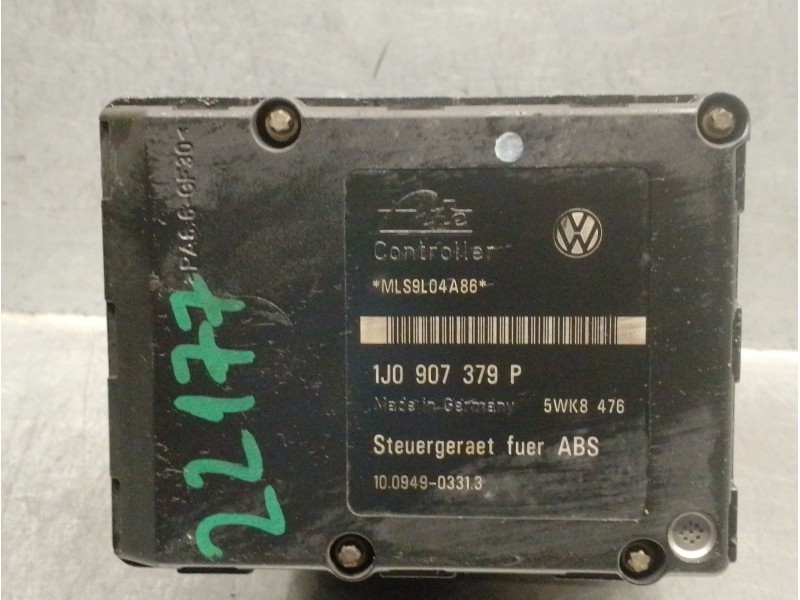 >PA6.6-GF30<
22177
Ate
Controller
*MLS9L04A86*
1J0 907 379 P
Made in Germany 5WK8 476
Steuergeraet fuer ABS
10.0949-0331.3